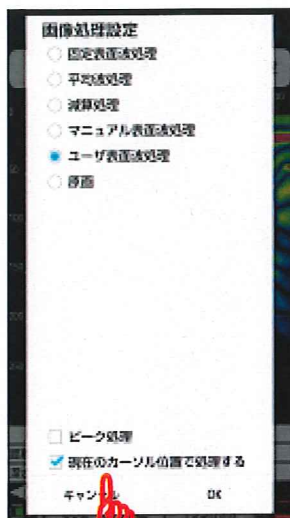 画像処理設定
固定表面波処理
平均波処理
減算処理
マニュアル表面波処理
ユーザ表面波処理
原画
ピーク処理
現在のカーソル位置で処理する
キャンセル OK